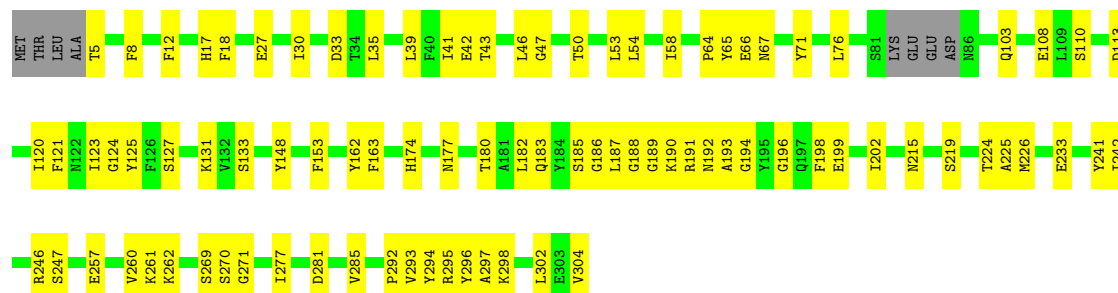 MET THR LEU ALA T5 F8 F12 H17 F18 E27 I30 D33 T34 L35 L39 F40 I41 E42 T43 L46 G47 T50 L53 L54 I58 P64 Y65 E66 N67 Y71 L76 S81 LYS GLU GLU ASP N86 Q103 E108 L109 S110
I120 F121 N122 I123 G124 Y125 F126 S127 K131 V132 S133 Y148 F153 Y162 F163 H174 N177 T180 A181 L182 Q183 Y184 S185 G186 L187 G188 G189 K190 R191 N192 A193 G194 Y195 G196 Q197 F198 E199 I202 N215 S219 T224 A225 M226 E233 Y241
R246 S247 E257 V260 K261 K262 S269 S270 G271 I277 D281 V285 P292 V293 Y294 R295 Y296 A297 K298 L302 E303 V304